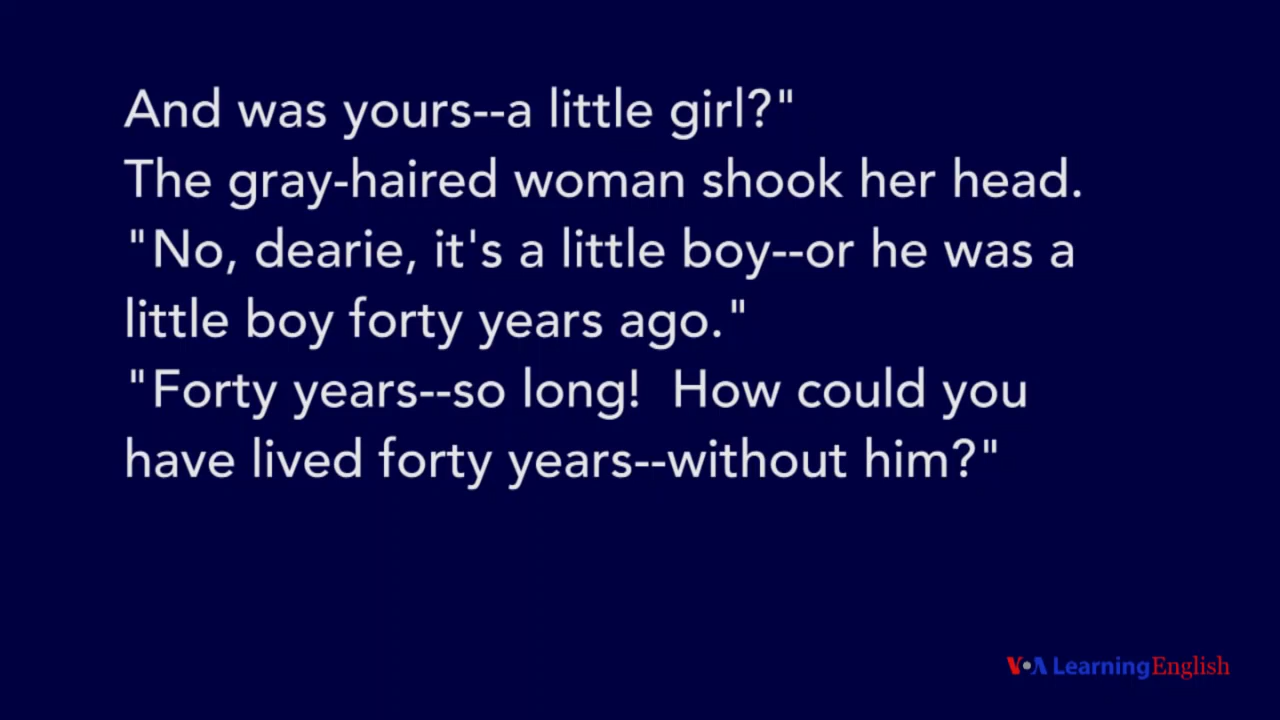 And was yours--a little girl?"
The gray-haired woman shook her head.
"No, dearie, it's a little boy--or he was a
little boy forty years ago."
"Forty years--so long!  How could you
have lived forty years--without him?"
VOA Learning English